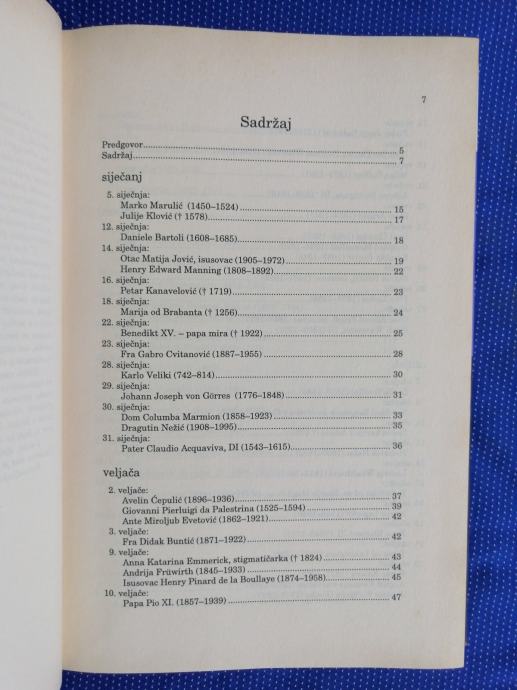 7
Sadržaj
Predgovor.......... 5
Sadržaj.......... 7
siječanj
5. siječnja:
Marko Marulić (1450–1524).......... 15
Julije Klović († 1578).......... 17
12. siječnja:
Daniele Bartoli (1608–1685).......... 18
14. siječnja:
Otac Matija Jović, isusovac (1905–1972).......... 19
Henry Edward Manning (1808–1892).......... 22
16. siječnja:
Petar Kanavelović († 1719).......... 23
18. siječnja:
Marija od Brabanta († 1256).......... 24
22. siječnja:
Benedikt XV. – papa mira († 1922).......... 25
23. siječnja:
Fra Gabro Cvitanović (1887–1955).......... 28
28. siječnja:
Karlo Veliki (742–814).......... 30
29. siječnja:
Johann Joseph von Görres (1776–1848).......... 31
30. siječnja:
Dom Columba Marmion (1858–1923).......... 33
Dragutin Nežić (1908–1995).......... 35
31. siječnja:
Pater Claudio Acquaviva, DI (1543–1615).......... 36
veljača
2. veljače:
Avelin Ćepulić (1896–1936).......... 37
Giovanni Pierluigi da Palestrina (1525–1594).......... 39
Ante Miroljub Evetović (1862–1921).......... 42
3. veljače:
Fra Didak Buntić (1871–1922).......... 42
9. veljače:
Anna Katarina Emmerick, stigmatičarka († 1824).......... 43
Andrija Früwirth (1845–1933).......... 44
Isusovac Henry Pinard de la Boullaye (1874–1958).......... 45
10. veljače:
Papa Pio XI. (1857–1939).......... 47